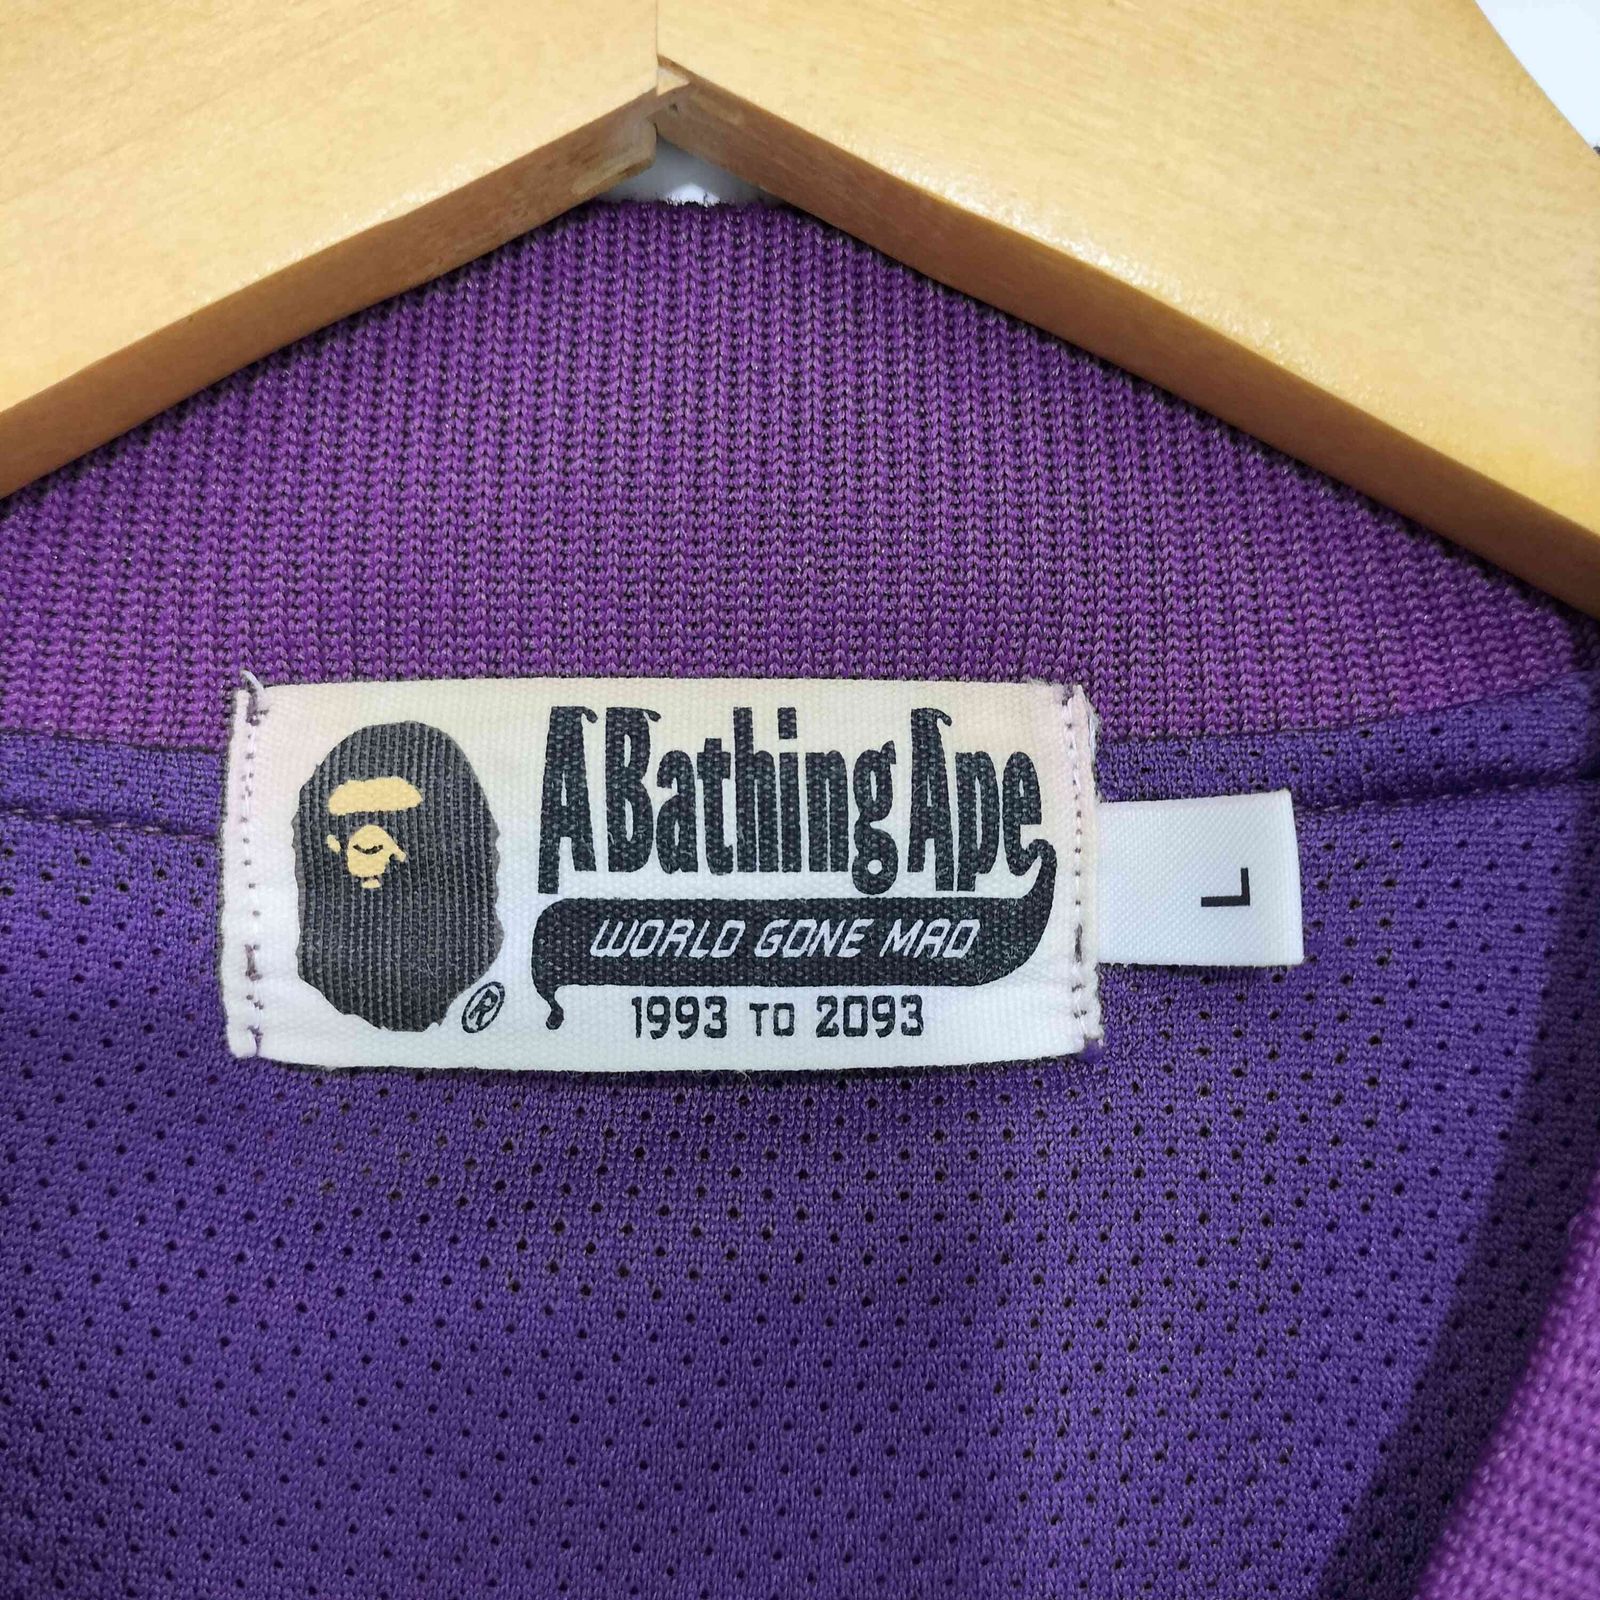 A Bathing Ape
WORLD GONE MAD
1993 TO 2093
®
L